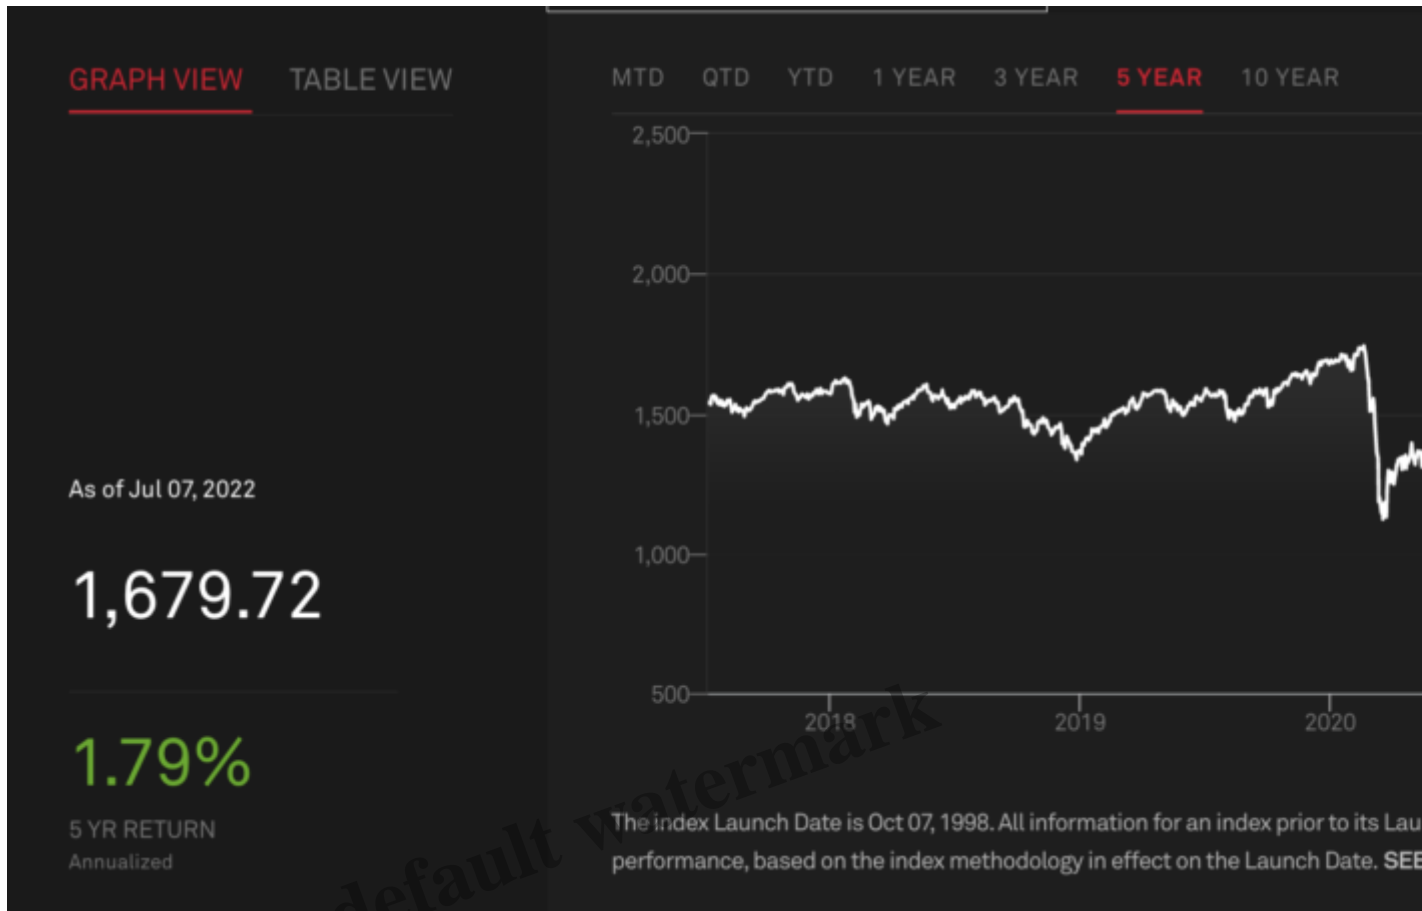 GRAPH VIEW TABLE VIEW
MTD QTD YTD 1 YEAR 3 YEAR 5 YEAR 10 YEAR
2,500
2,000
1,500
1,000
500
2018 2019 2020
As of Jul 07, 2022
1,679.72
1.79%
5 YR RETURN
Annualized
The index Launch Date is Oct 07, 1998. All information for an index prior to its Lau
performance, based on the index methodology in effect on the Launch Date. SEE
default watermark